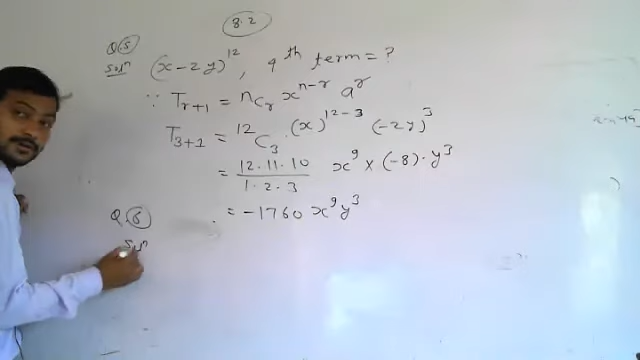 8.2
Q.5
Solⁿ (x-2y)¹², 4th term = ?
∵ Tᵣ₊₁ = nCᵣ xⁿ⁻ʳ aʳ
T₃₊₁ = ¹²C₃ · (x)¹²⁻³ (-2y)³
= 12·11·10 / 1·2·3 x⁹ × (-8)·y³
= -1760 x⁹y³
Q.6
Solⁿ